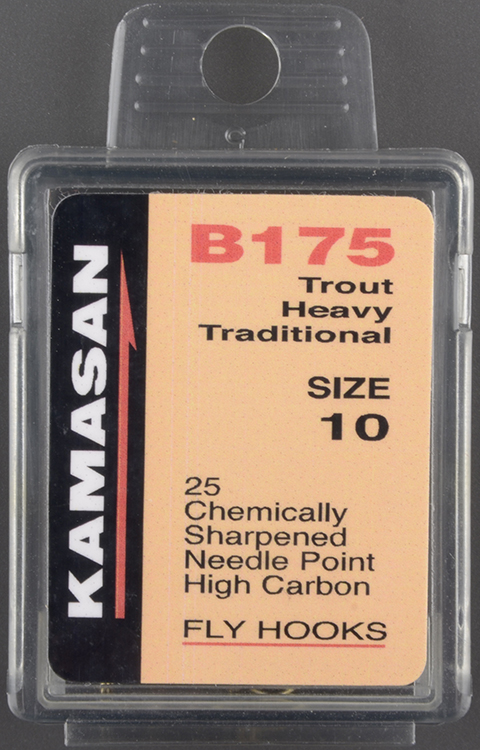 KAMASAN
B175
Trout
Heavy
Traditional
SIZE
10
25
Chemically
Sharpened
Needle Point
High Carbon
FLY HOOKS